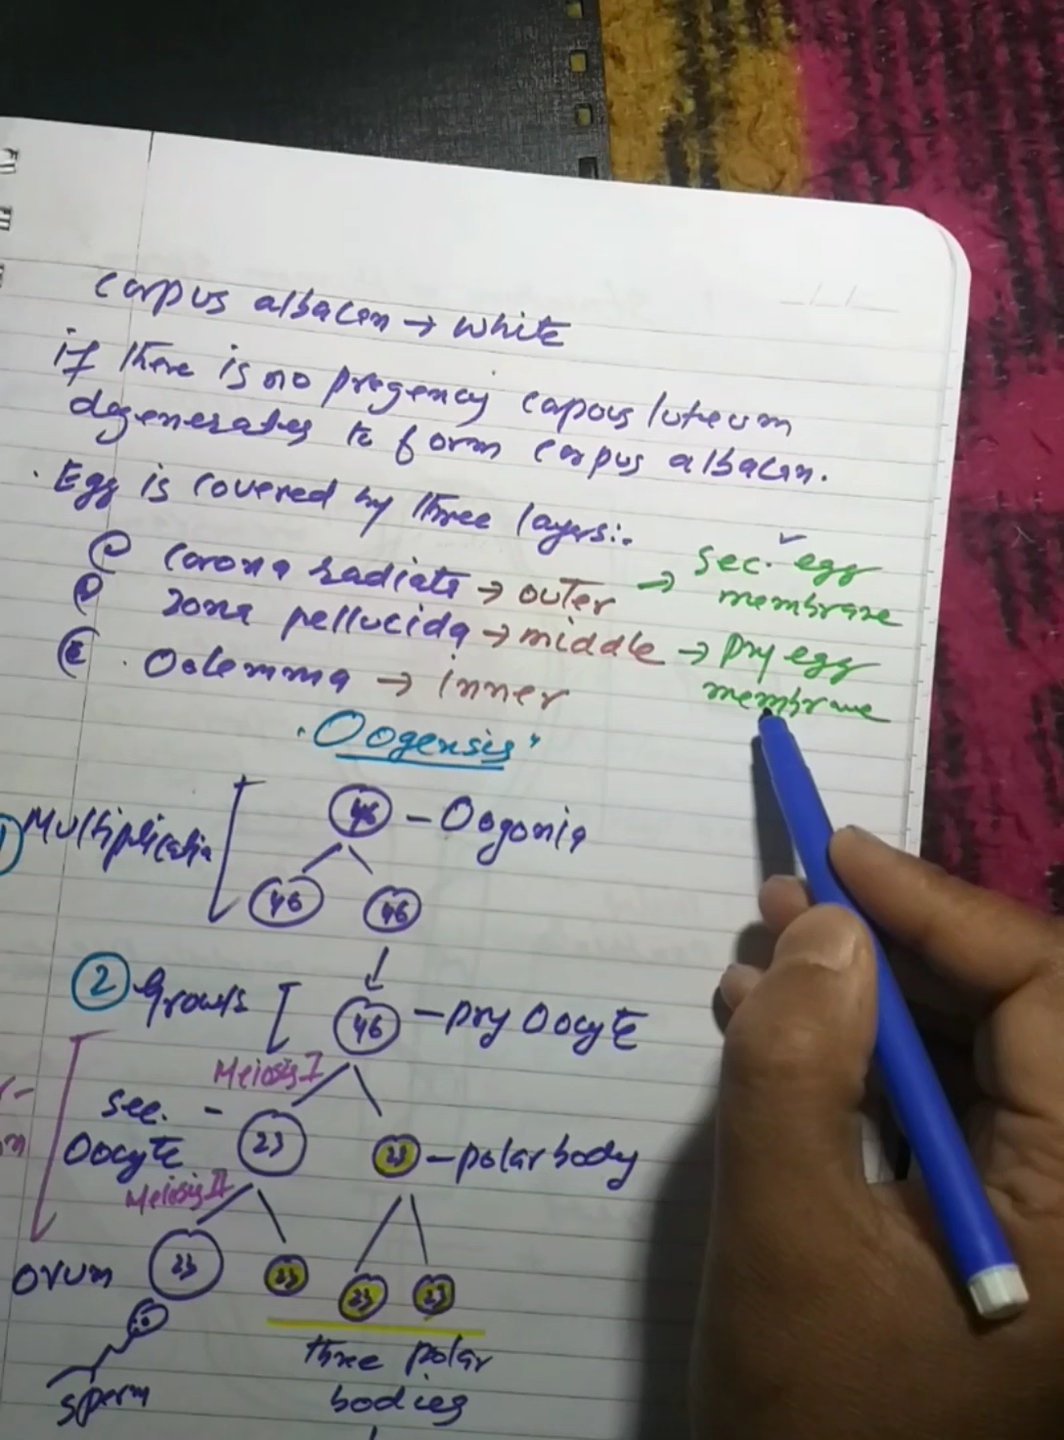 corpus albacan → white
if there is no pregency capous luteum
degenerates to form corpus albacan.
. Egg is covered by three layers:.
corona radiata → outer → sec. egg membrane
zona pellucida → middle → pry egg membrane
. Oolemma → inner
"Oogensis"
1 Multiplication
46 - Oogonia
46 46
2 Growth
46 - pry Oocyte
Meiosis I
sec. - Oocyte
23 23 - polar body
Meiosis II
ovum 23 23 23 23
three polar
bodies
sperm